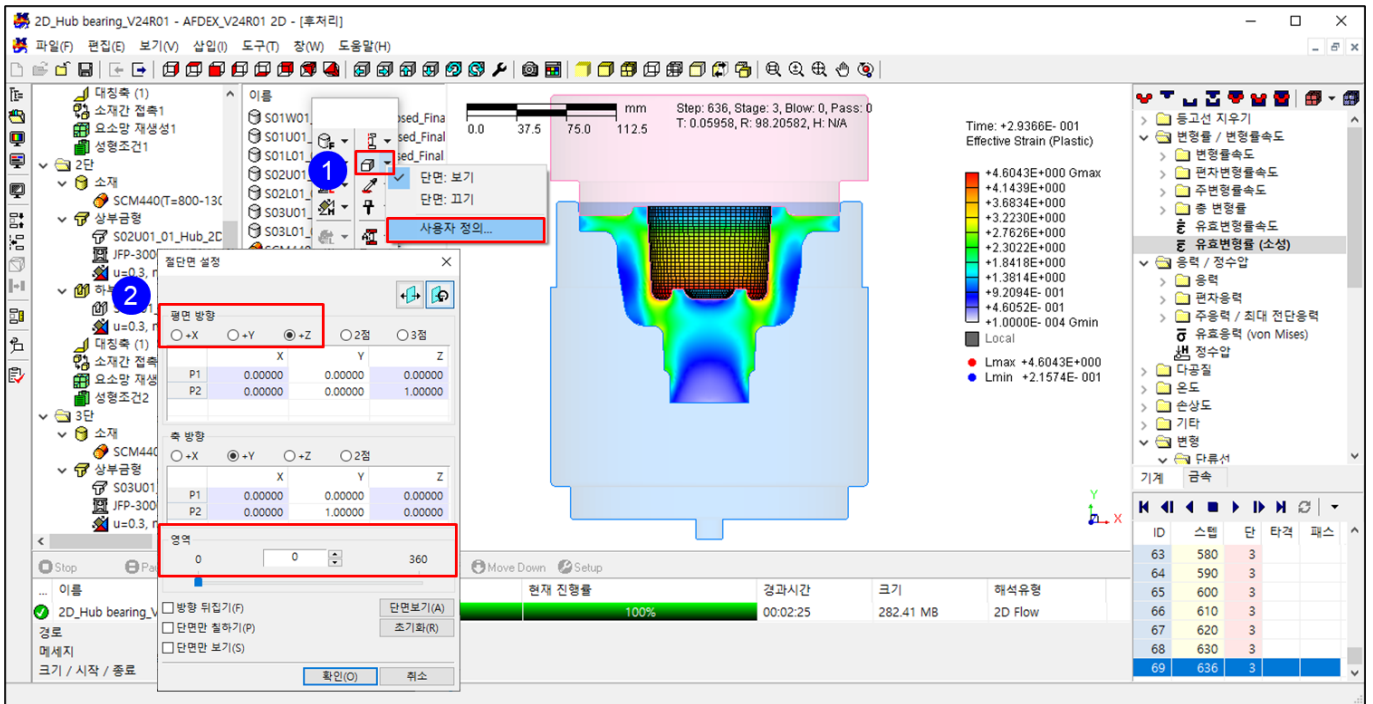 2D_Hub bearing_V24R01 - AFDEX_V24R01 2D - [후처리]
파일(F) 편집(E) 보기(V) 삽입(I) 도구(T) 창(W) 도움말(H)
대칭축 (1)
소재간 접촉1
요소망 재생성1
성형조건1
2단
소재
SCM440(T=800-130
상부금형
S02U01_01_Hub_2D
JFP-300
u=0.3, m
하부
u=0.3, m
대칭축 (1)
소재간 접촉
요소망 재생
성형조건2
3단
소재
SCM440
상부금형
S03U01
JFP-300
u=0.3, m
이름
S01W01_
S01U01_
S01L01_
S02U01
S02L01_
S03U01
S03L01_
osed_Fina
sed_Final
ed_Final
1
단면: 보기
단면: 끄기
사용자 정의...
2
절단면 설정
평면 방향
+X +Y +Z 2점 3점
X Y Z
P1 0.00000 0.00000 0.00000
P2 0.00000 0.00000 1.00000
축 방향
+X +Y +Z 2점
X Y Z
P1 0.00000 0.00000 0.00000
P2 0.00000 1.00000 0.00000
영역
0 0 360
방향 뒤집기(F) 단면보기(A)
단면만 칠하기(P) 초기화(R)
단면만 보기(S)
확인(O) 취소
mm
0.0 37.5 75.0 112.5
Step: 636, Stage: 3, Blow: 0, Pass: 0
T: 0.05958, R: 98.20582, H: N/A
Time: +2.9366E- 001
Effective Strain (Plastic)
+4.6043E+000 Gmax
+4.1439E+000
+3.6834E+000
+3.2230E+000
+2.7626E+000
+2.3022E+000
+1.8418E+000
+1.3814E+000
+9.2094E- 001
+4.6052E- 001
+1.0000E- 004 Gmin
Local
Lmax +4.6043E+000
Lmin +2.1574E- 001
Y
Z X
등고선 지우기
변형률 / 변형률속도
변형률속도
편차변형률속도
주변형률속도
총 변형률
유효변형률속도
유효변형률 (소성)
응력 / 정수압
응력
편차응력
주응력 / 최대 전단응력
유효응력 (von Mises)
정수압
다공질
온도
손상도
기타
변형
단류선
기계 금속
ID 스텝 단 타격 패스
63 580 3
64 590 3
65 600 3
66 610 3
67 620 3
68 630 3
69 636 3
Stop Pau Move Down Setup
... 이름 현재 진행률 경과시간 크기 해석유형
2D_Hub bearing_V 100% 00:02:25 282.41 MB 2D Flow
경로
메세지
크기 / 시작 / 종료